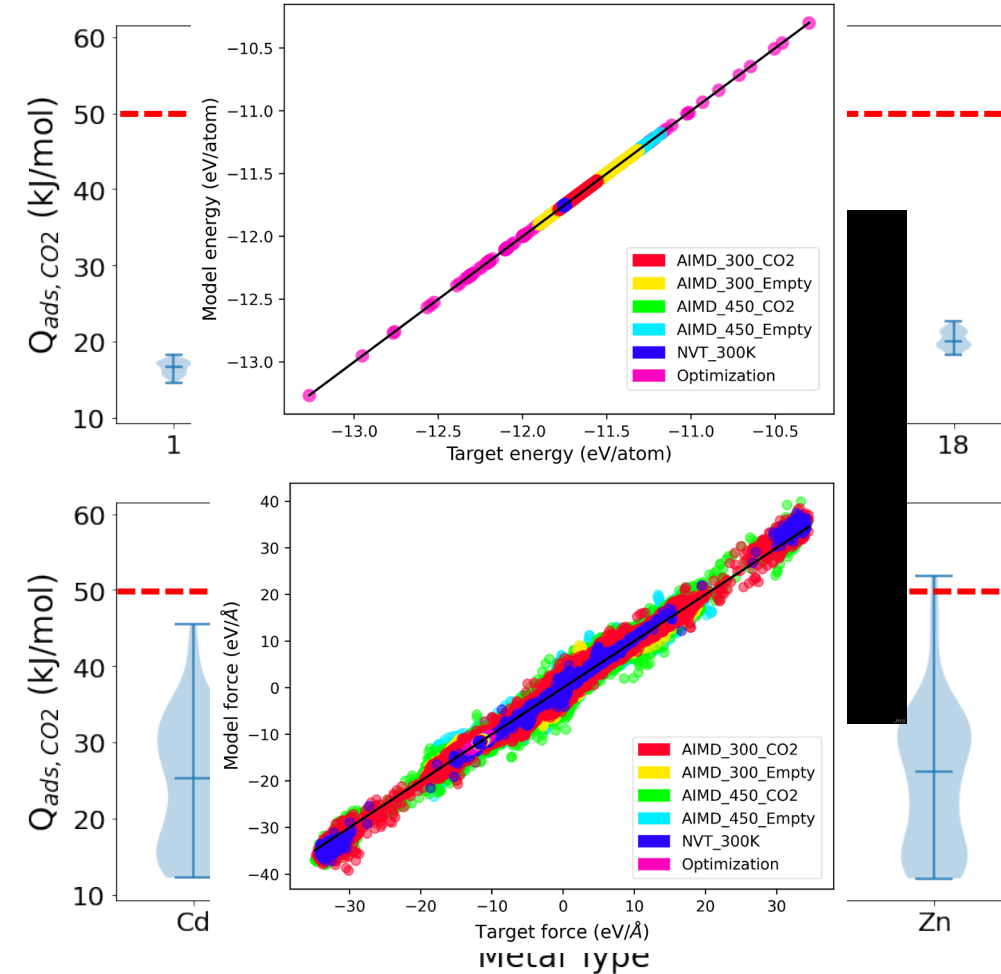 60
50
40
30
20
10
Q_ads, CO2 (kJ/mol)
1
18
−10.5
−11.0
−11.5
−12.0
−12.5
−13.0
Model energy (eV/atom)
AIMD_300_CO2
AIMD_300_Empty
AIMD_450_CO2
AIMD_450_Empty
NVT_300K
Optimization
−13.0 −12.5 −12.0 −11.5 −11.0 −10.5
Target energy (eV/atom)
60
50
40
30
20
10
Q_ads, CO2 (kJ/mol)
Cd
Zn
40
30
20
10
0
−10
−20
−30
−40
Model force (eV/Å)
AIMD_300_CO2
AIMD_300_Empty
AIMD_450_CO2
AIMD_450_Empty
NVT_300K
Optimization
−30 −20 −10 0 10 20 30
Target force (eV/Å)
Metal Type